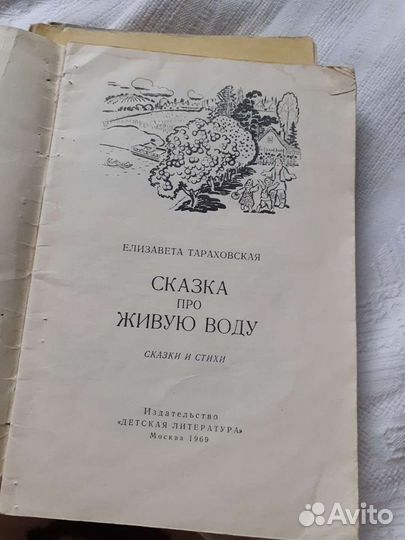 ЕЛИЗАВЕТА ТАРАХОВСКАЯ
СКАЗКА
ПРО
ЖИВУЮ ВОДУ
СКАЗКИ И СТИХИ
Издательство
«ДЕТСКАЯ ЛИТЕРАТУРА»
Москва 1969
Avito